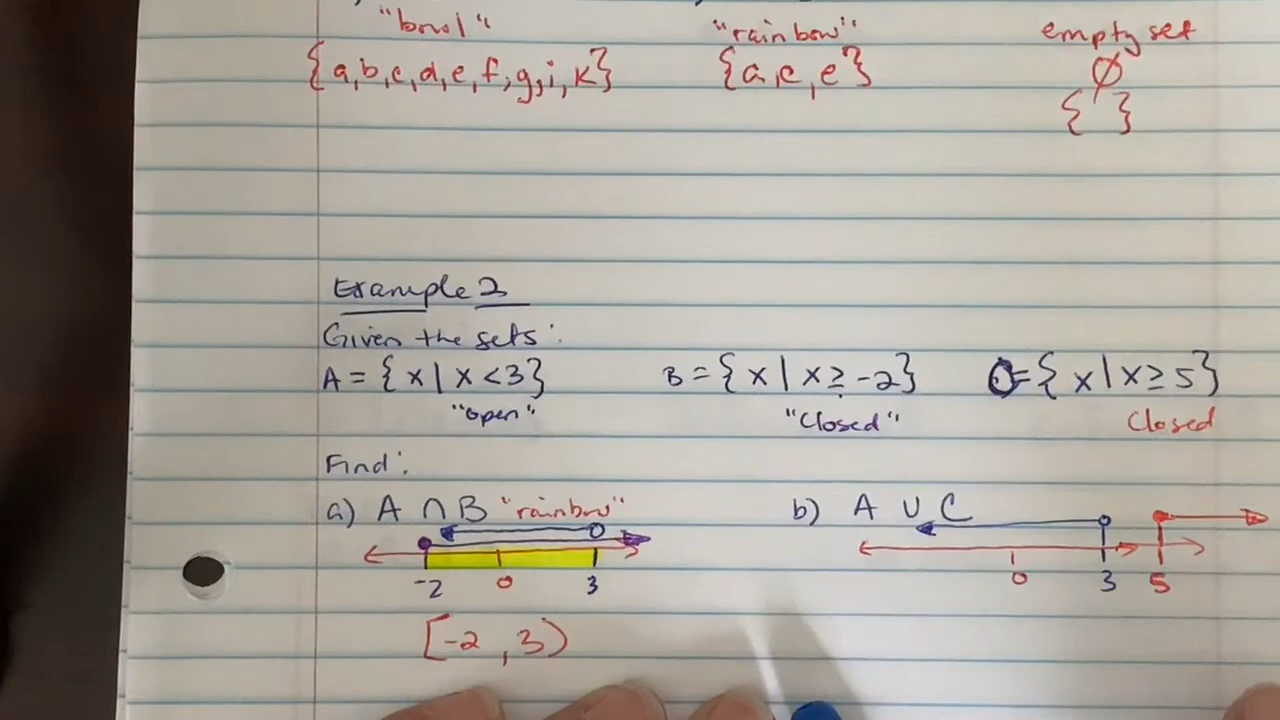 "bowl" "rainbow" empty set
{a,b,c,d,e,f,g,i,k} {a,c,e} ∅
{ }
Example 2
Given the sets:
A = {x | x < 3} B = {x | x ≥ -2} C = {x | x ≥ 5}
"open" "Closed" Closed
Find:
a) A ∩ B "rainbow" b) A ∪ C
-2 0 3 0 3 5
[-2, 3)